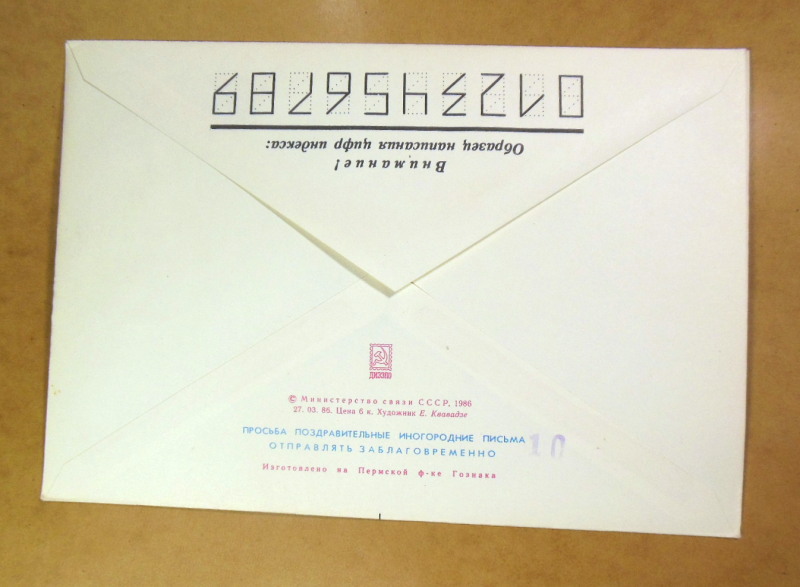 Внимание!
Образец написания цифр индекса:
0123456789
ДИЭЗПО
© Министерство связи СССР, 1986
27. 03. 86. Цена 6 к. Художник Е. Квавадзе
ПРОСЬБА ПОЗДРАВИТЕЛЬНЫЕ ИНОГОРОДНИЕ ПИСЬМА
ОТПРАВЛЯТЬ ЗАБЛАГОВРЕМЕННО
10
Изготовлено на Пермской ф-ке Гознака